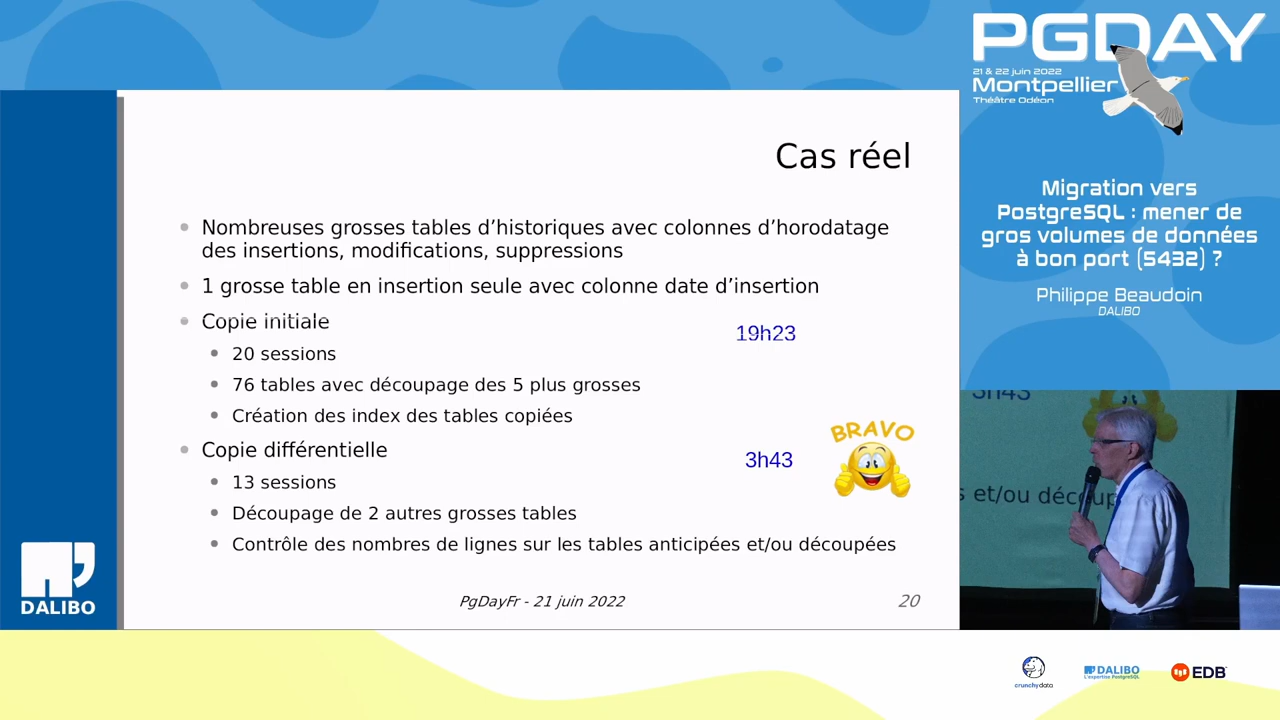 Cas réel
Nombreuses grosses tables d’historiques avec colonnes d’horodatage
des insertions, modifications, suppressions
1 grosse table en insertion seule avec colonne date d’insertion
Copie initiale
19h23
20 sessions
76 tables avec découpage des 5 plus grosses
Création des index des tables copiées
Copie différentielle
3h43
BRAVO
13 sessions
Découpage de 2 autres grosses tables
Contrôle des nombres de lignes sur les tables anticipées et/ou découpées
DALIBO
PgDayFr - 21 juin 2022
20
PGDAY
21 & 22 juin 2022
Montpellier
Théâtre Odéon
Migration vers
PostgreSQL : mener de
gros volumes de données
à bon port (5432) ?
Philippe Beaudoin
DALIBO
3h43
s et/ou découp
crunchydata
DALIBO
L'expertise PostgreSQL
EDB